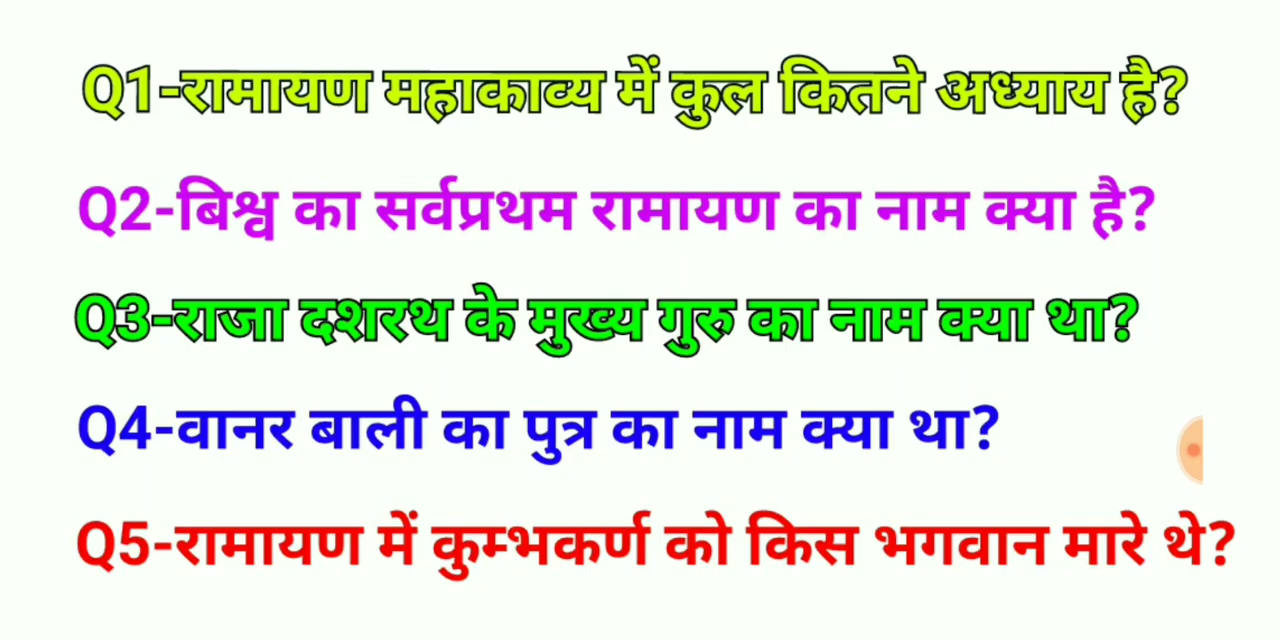 Q1-रामायण महाकाव्य में कुल कितने अध्याय है?
Q2-बिश्व का सर्वप्रथम रामायण का नाम क्या है?
Q3-राजा दशरथ के मुख्य गुरु का नाम क्या था?
Q4-वानर बाली का पुत्र का नाम क्या था?
Q5-रामायण में कुम्भकर्ण को किस भगवान मारे थे?